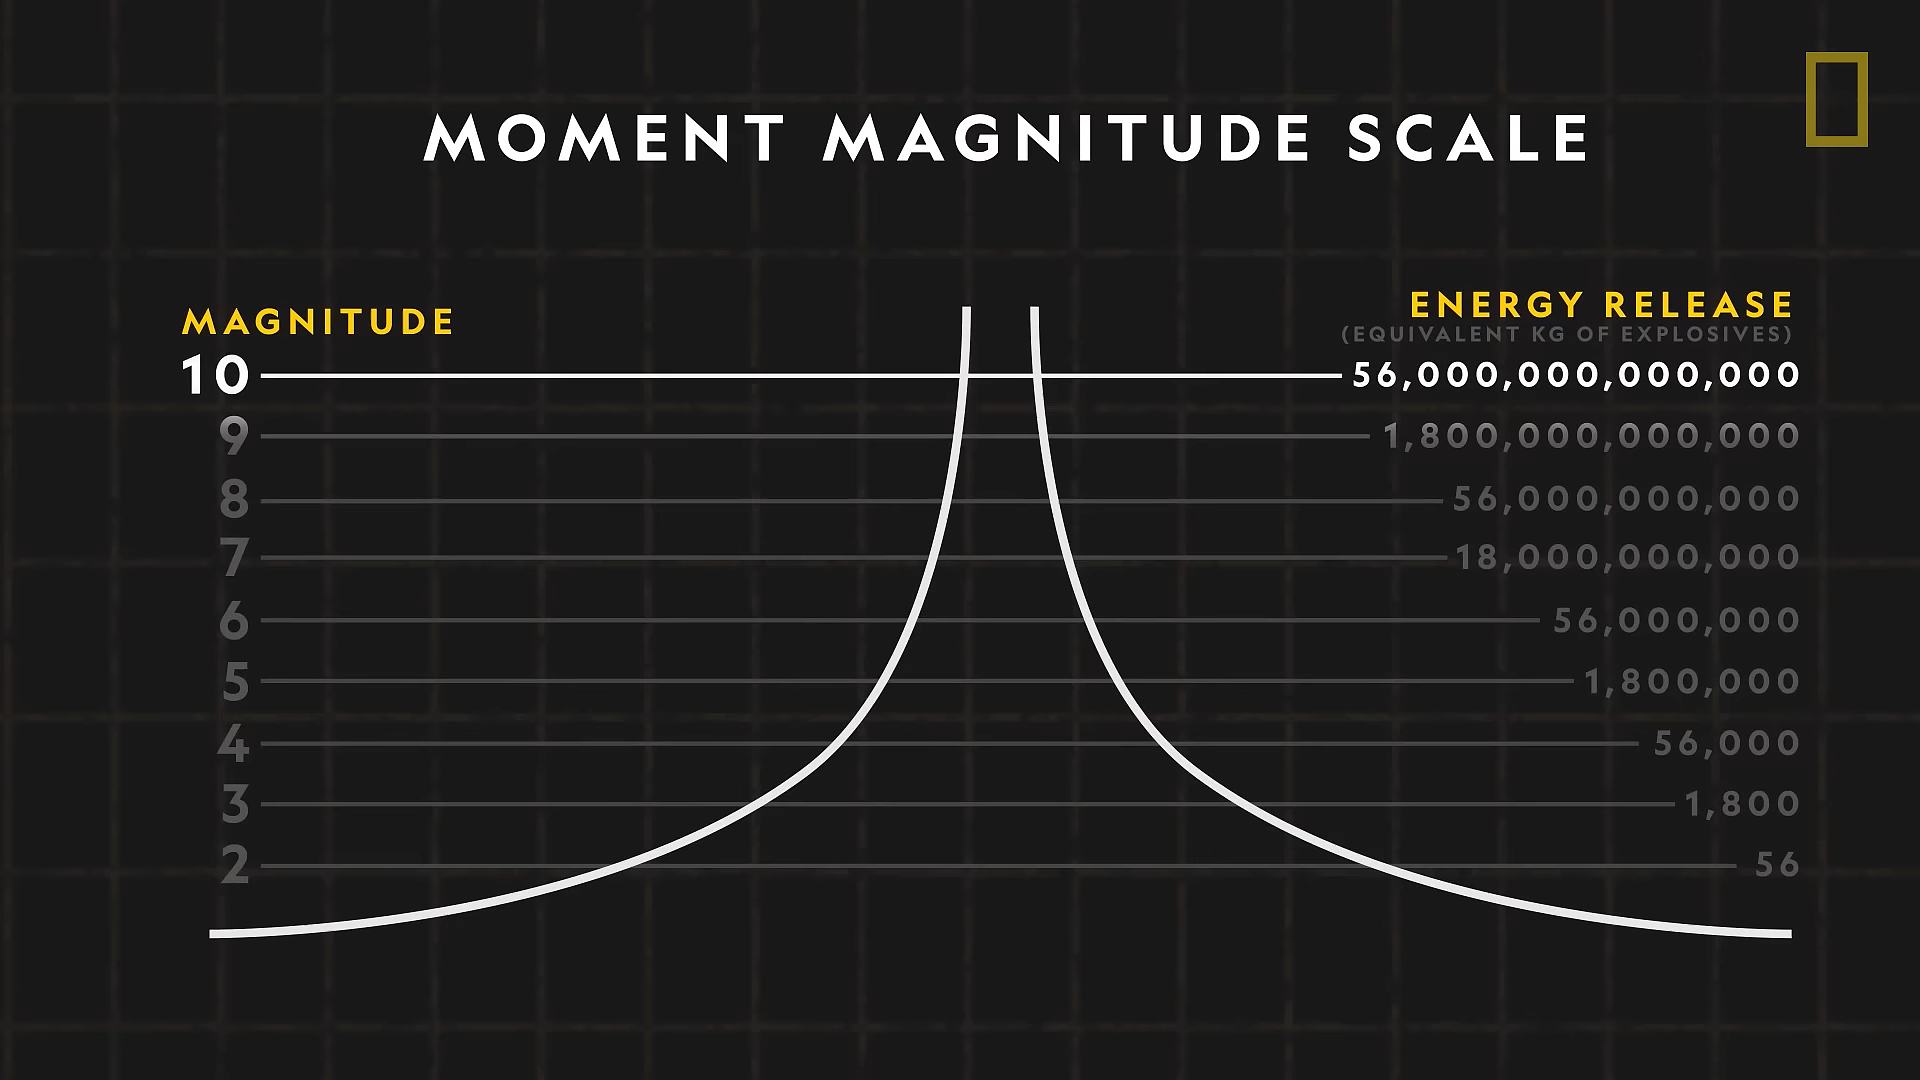 MOMENT MAGNITUDE SCALE
MAGNITUDE
ENERGY RELEASE
(EQUIVALENT KG OF EXPLOSIVES)
10 56,000,000,000,000
9 1,800,000,000,000
8 56,000,000,000
7 18,000,000,000
6 56,000,000
5 1,800,000
4 56,000
3 1,800
2 56